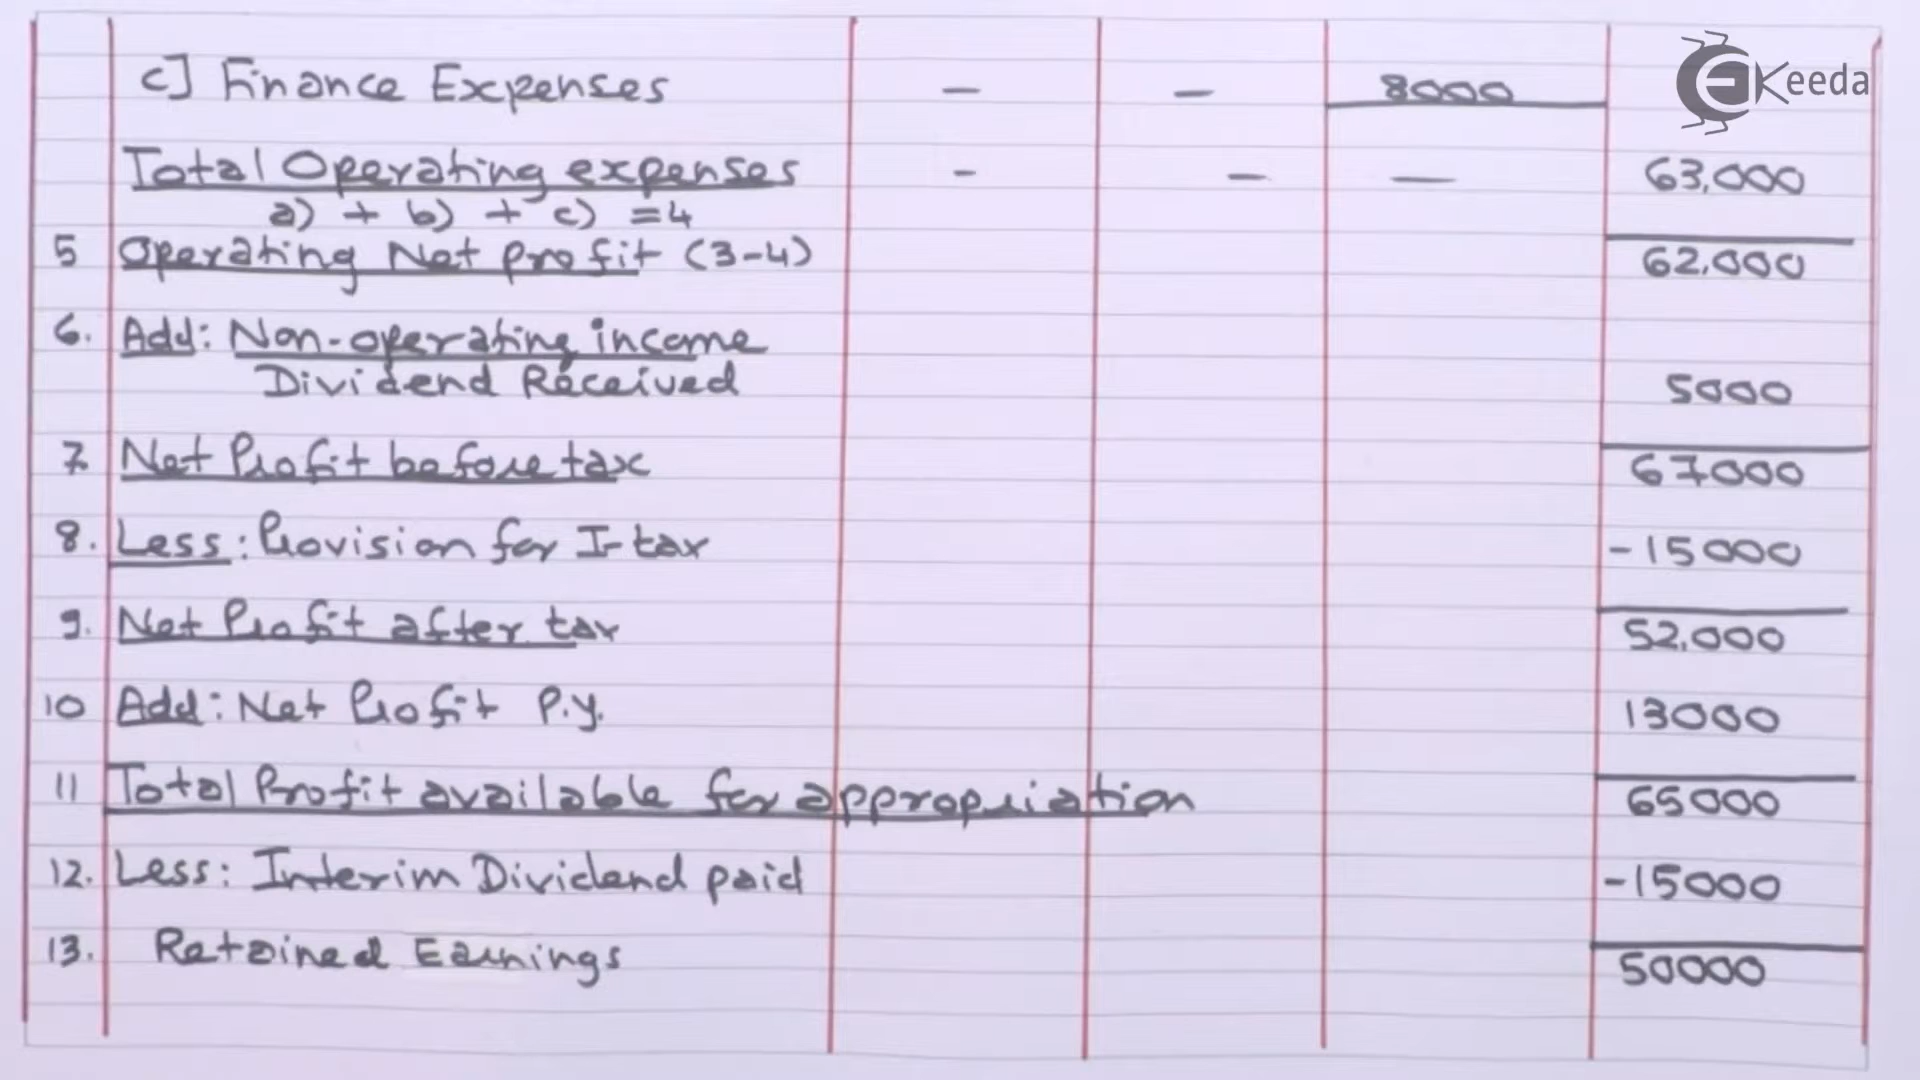 c] Finance Expenses — — 8000
EKeeda
Total Operating expenses - — — 63,000
a) + b) + c) =4
5 Operating Net Profit (3-4) 62,000
6. Add: Non-operating income
Dividend Received 5000
7. Net Profit before tax 67000
8. Less: Provision for I-tax -15000
9. Net Profit after tax 52,000
10 Add: Net Profit P.y. 13000
11 Total Profit available for appropriation 65000
12. Less: Interim Dividend paid -15000
13. Retained Earnings 50000